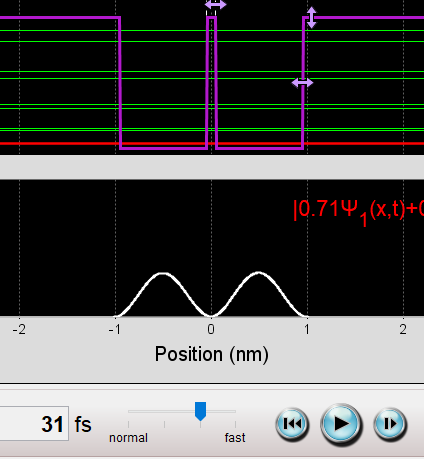 |0.71Ψ1(x,t)+0
-2 -1 0 1 2
Position (nm)
31 fs
normal fast